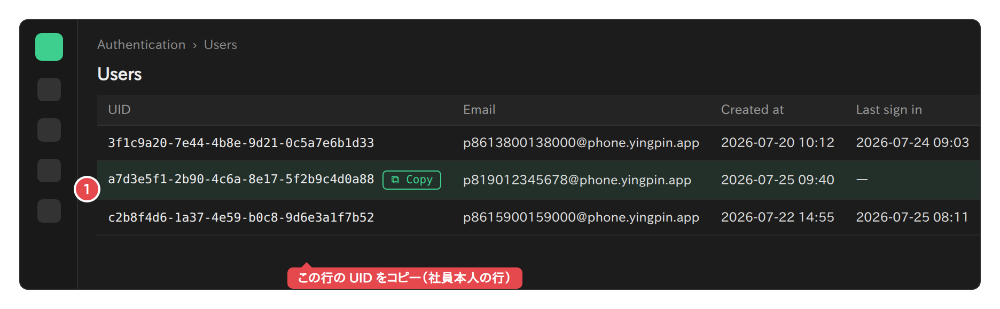 Authentication › Users
Users
UID Email Created at Last sign in
3f1c9a20-7e44-4b8e-9d21-0c5a7e6b1d33 p8613800138000@phone.yingpin.app 2026-07-20 10:12 2026-07-24 09:03
1 a7d3e5f1-2b90-4c6a-8e17-5f2b9c4d0a88 ⧉ Copy p819012345678@phone.yingpin.app 2026-07-25 09:40 —
c2b8f4d6-1a37-4e59-b0c8-9d6e3a1f7b52 p8615900159000@phone.yingpin.app 2026-07-22 14:55 2026-07-25 08:11
この行の UID をコピー（社員本人の行）